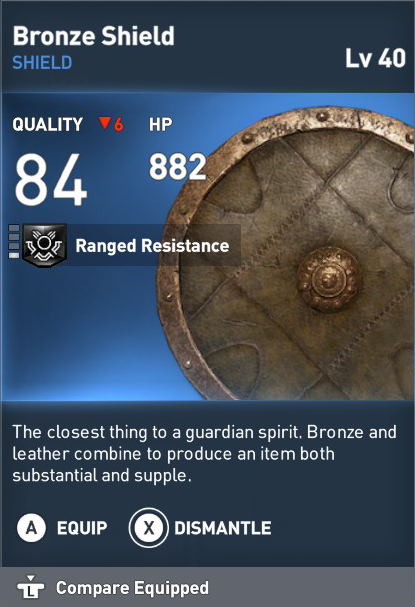 Bronze Shield
SHIELD
Lv 40
QUALITY ▼6 HP
84 882
Ranged Resistance
The closest thing to a guardian spirit. Bronze and
leather combine to produce an item both
substantial and supple.
A EQUIP X DISMANTLE
L Compare Equipped